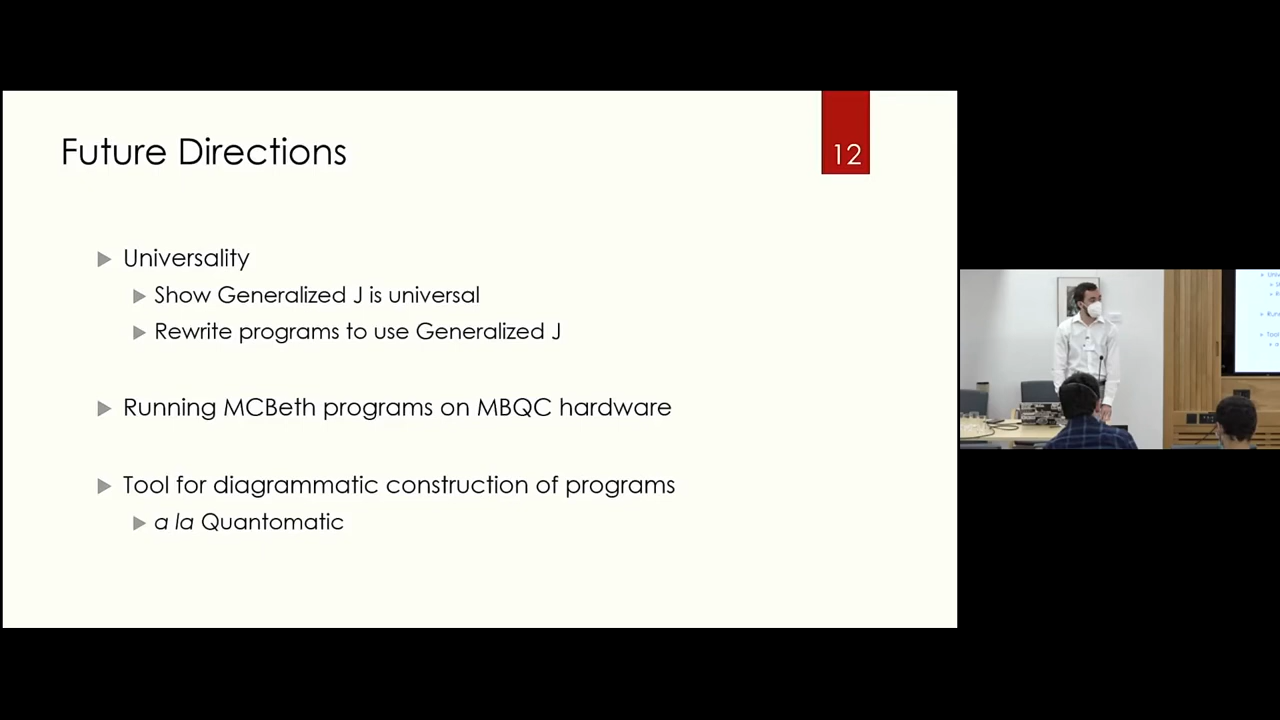 Future Directions
12
Universality
Show Generalized J is universal
Rewrite programs to use Generalized J
Running MCBeth programs on MBQC hardware
Tool for diagrammatic construction of programs
a la Quantomatic